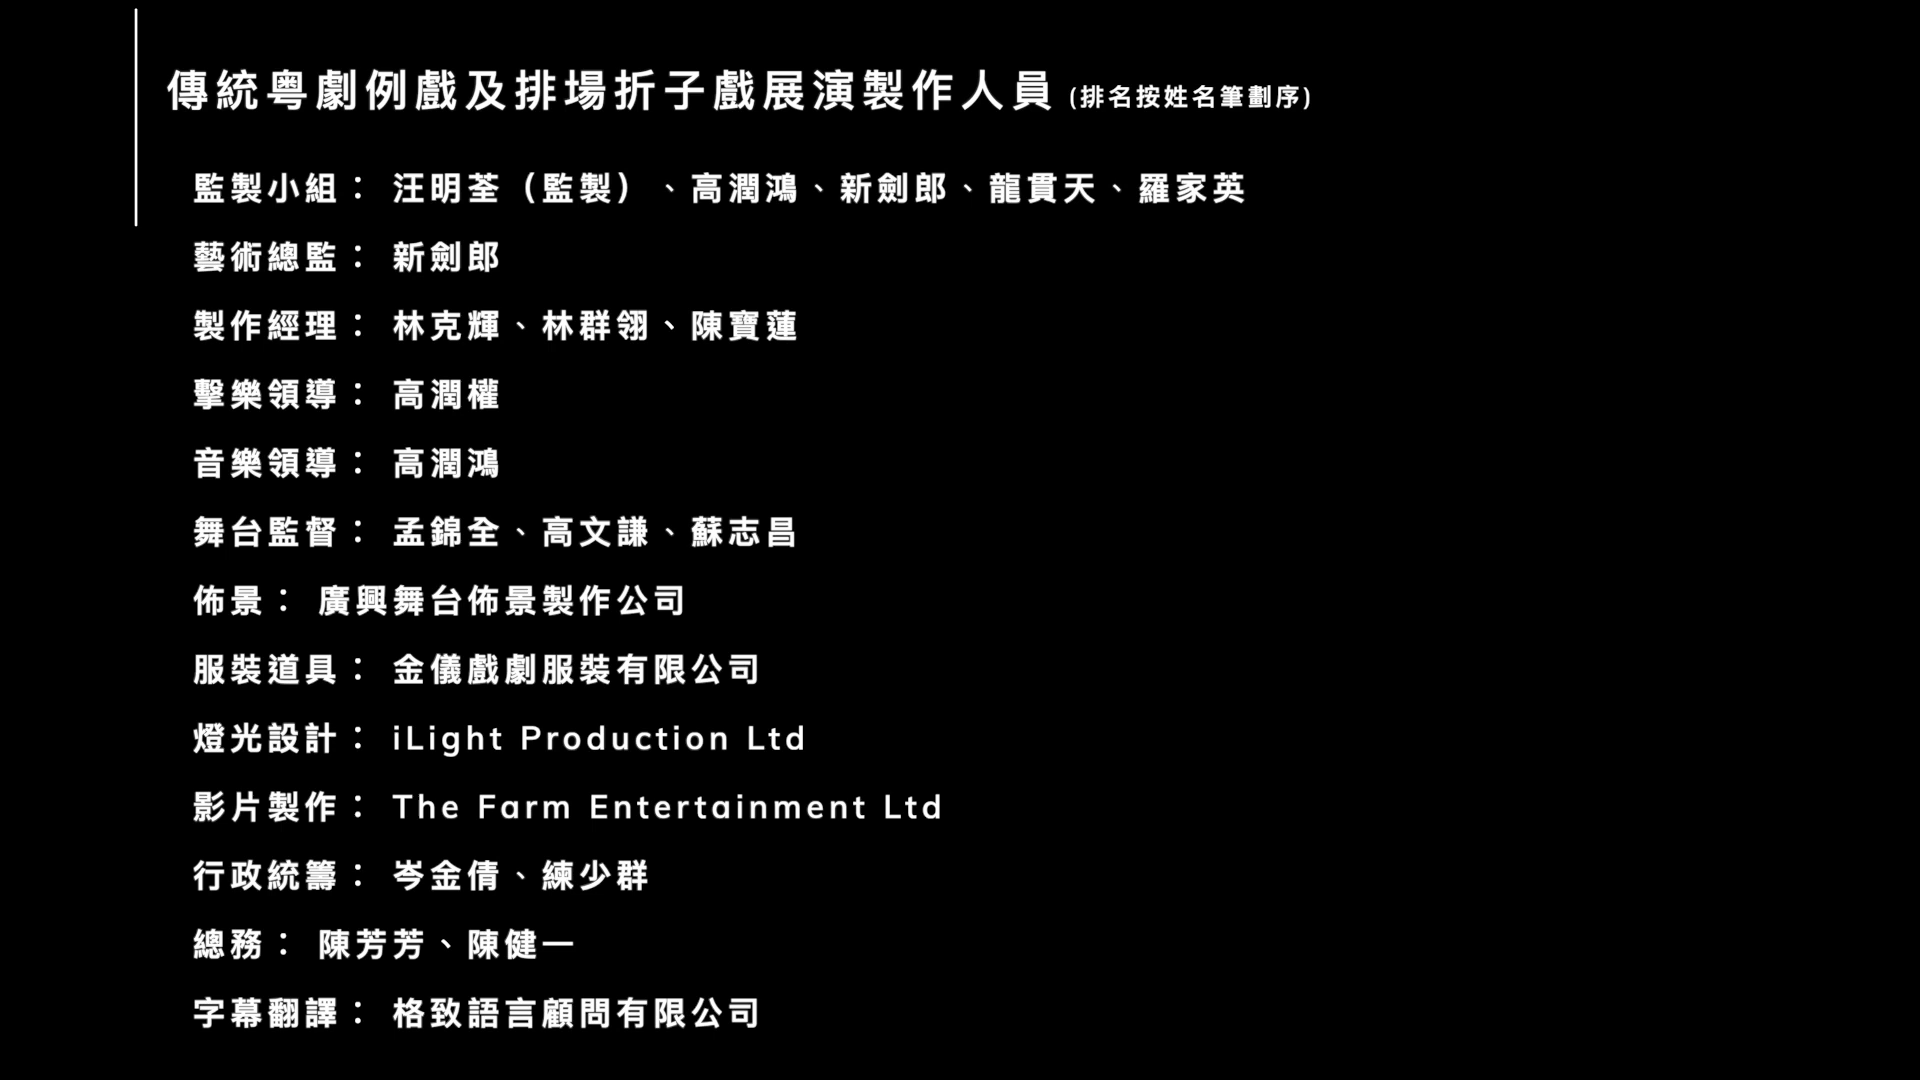 傳統粵劇例戲及排場折子戲展演製作人員 (排名按姓名筆劃序)
監製小組： 汪明荃（監製）、高潤鴻、新劍郎、龍貫天、羅家英
藝術總監： 新劍郎
製作經理： 林克輝、林群翎、陳寶蓮
擊樂領導： 高潤權
音樂領導： 高潤鴻
舞台監督： 孟錦全、高文謙、蘇志昌
佈景： 廣興舞台佈景製作公司
服裝道具： 金儀戲劇服裝有限公司
燈光設計： iLight Production Ltd
影片製作： The Farm Entertainment Ltd
行政統籌： 岑金倩、練少群
總務： 陳芳芳、陳健一
字幕翻譯： 格致語言顧問有限公司